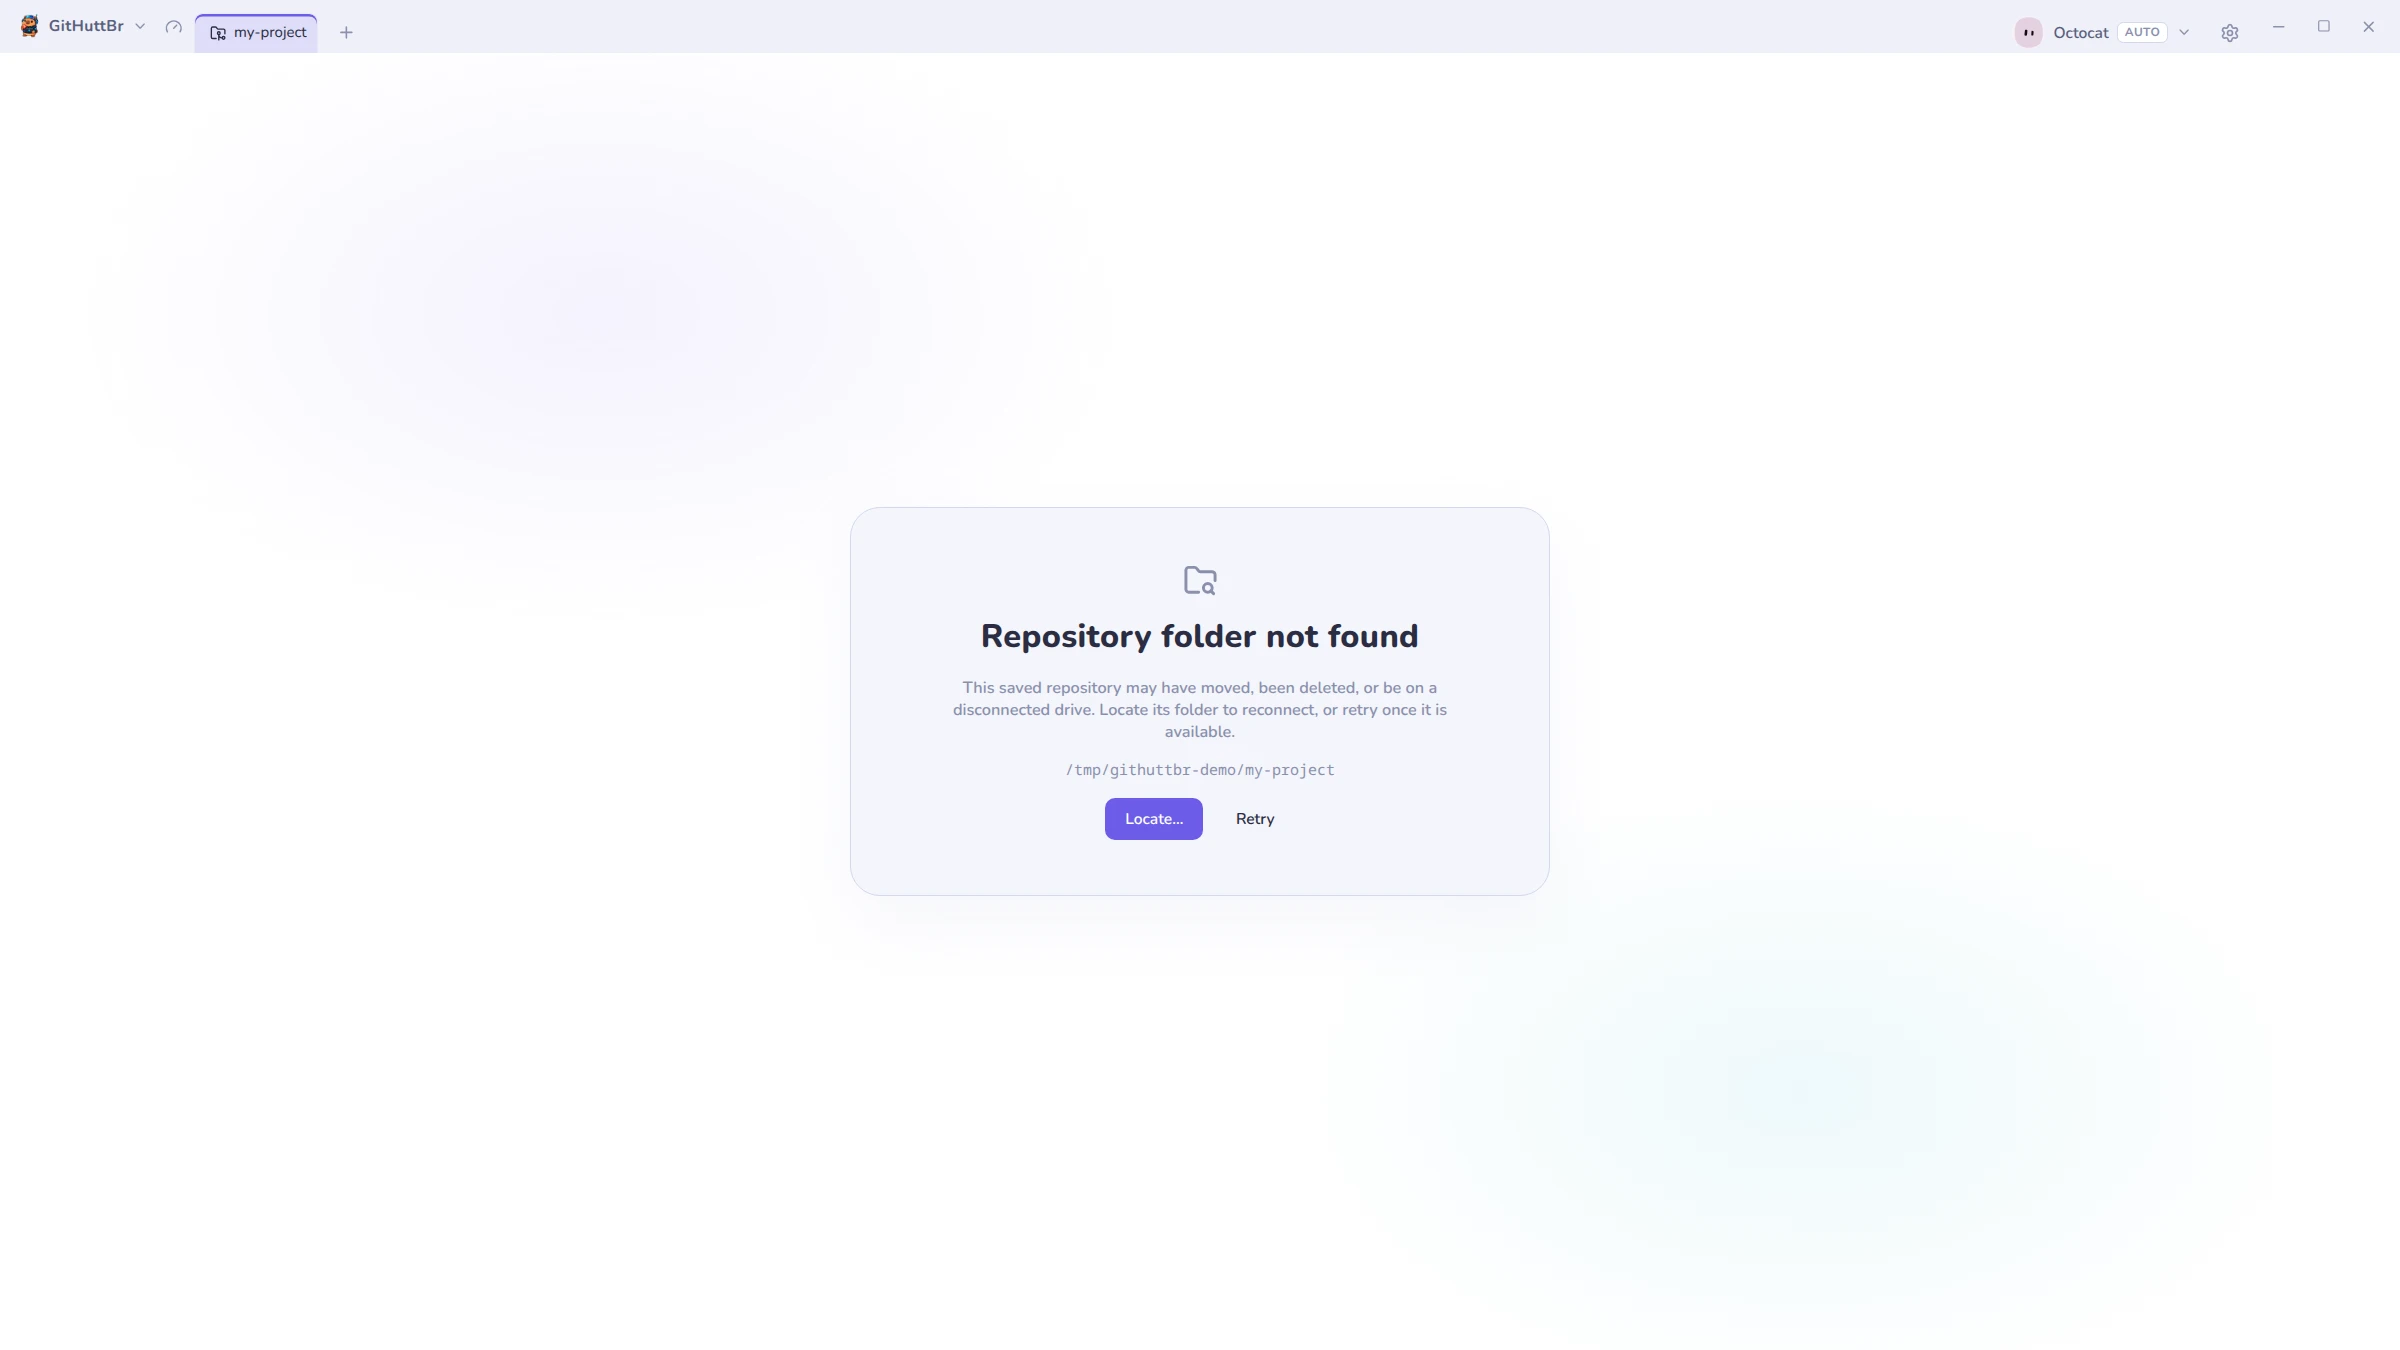 GitHuttBr
my-project
Octocat
AUTO
Repository folder not found
This saved repository may have moved, been deleted, or be on a
disconnected drive. Locate its folder to reconnect, or retry once it is
available.
/tmp/githuttbr-demo/my-project
Locate...
Retry